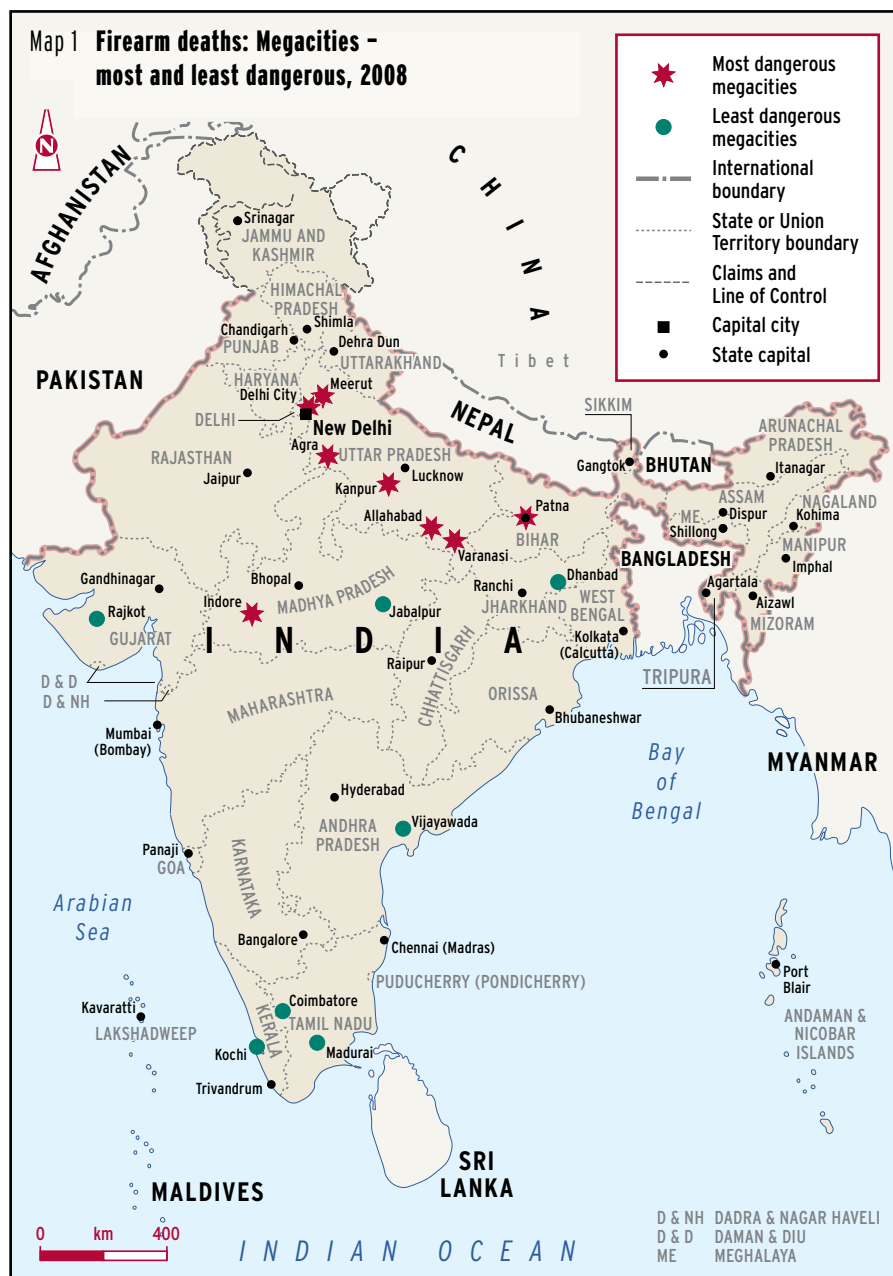 Map 1 Firearm deaths: Megacities –
most and least dangerous, 2008
Most dangerous
megacities
Least dangerous
megacities
International
boundary
State or Union
Territory boundary
Claims and
Line of Control
Capital city
State capital
N
AFGHANISTAN
CHINA
Srinagar
JAMMU AND
KASHMIR
HIMACHAL
PRADESH
Shimla
Chandigarh
PUNJAB
Dehra Dun
UTTARAKHAND
Tibet
PAKISTAN
HARYANA
Meerut
Delhi City
NEPAL
SIKKIM
DELHI
New Delhi
ARUNACHAL
PRADESH
Agra
UTTAR PRADESH
RAJASTHAN
Lucknow
Jaipur
Kanpur
Gangtok
BHUTAN
Itanagar
ASSAM
NAGALAND
Allahabad
Patna
ME
Dispur
Kohima
Shillong
Varanasi
BIHAR
MANIPUR
BANGLADESH
Imphal
Gandhinagar
Bhopal
MADHYA PRADESH
Ranchi
Dhanbad
Agartala
Aizawl
Rajkot
Indore
Jabalpur
JHARKHAND
WEST
BENGAL
MIZORAM
GUJARAT
INDIA
Kolkata
(Calcutta)
Raipur
CHHATTISGARH
TRIPURA
D & D
D & NH
MAHARASHTRA
ORISSA
Bhubaneshwar
Mumbai
(Bombay)
Bay
of
Bengal
MYANMAR
Hyderabad
ANDHRA
PRADESH
Vijayawada
Panaji
GOA
KARNATAKA
Arabian
Sea
Bangalore
Chennai (Madras)
PUDUCHERRY (PONDICHERRY)
Port
Blair
Kavaratti
LAKSHADWEEP
Coimbatore
TAMIL NADU
KERALA
Kochi
Madurai
ANDAMAN &
NICOBAR
ISLANDS
Trivandrum
SRI
LANKA
MALDIVES
0 km 400
INDIAN OCEAN
D & NH DADRA & NAGAR HAVELI
D & D DAMAN & DIU
ME MEGHALAYA